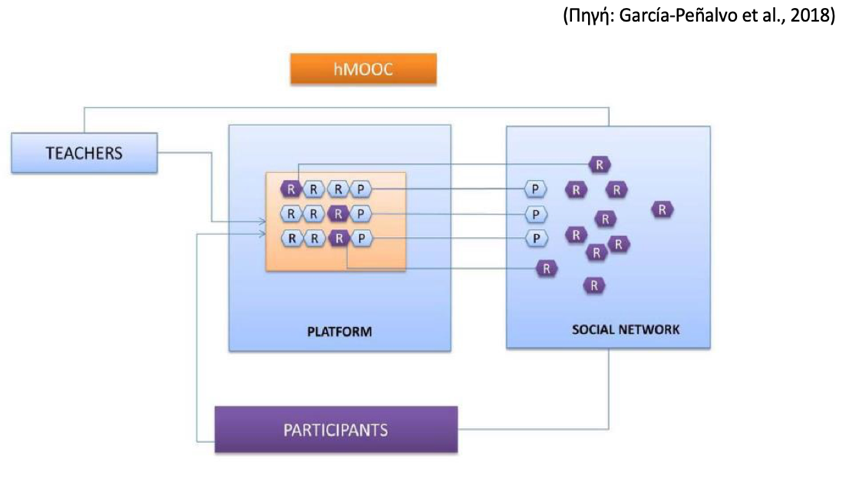 (Πηγή: García-Peñalvo et al., 2018)
hMOOC
TEACHERS
R
R R R P P R R
R
R R R P P R
R R
R R R P P R
R
R
PLATFORM
SOCIAL NETWORK
PARTICIPANTS